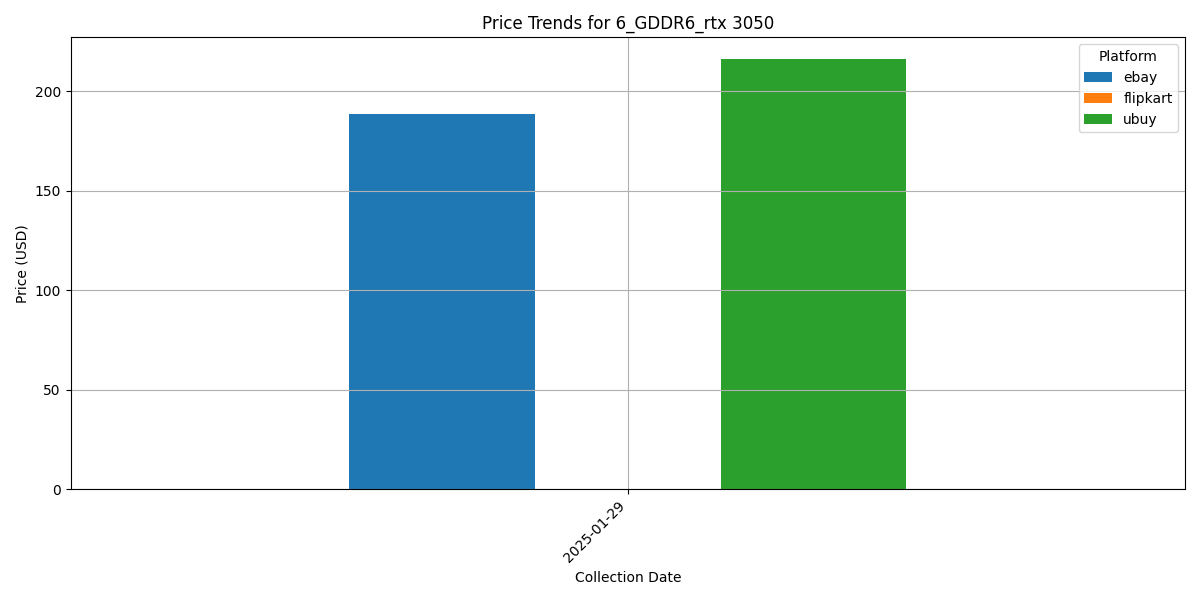 Price Trends for 6_GDDR6_rtx 3050
Platform
ebay
flipkart
ubuy
200
150
100
50
0
Price (USD)
2025-01-29
Collection Date